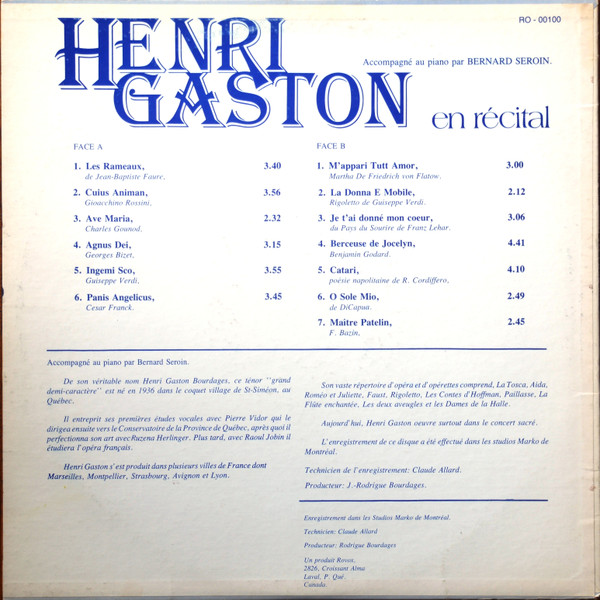 RO - 00100
HENRI
GASTON
Accompagné au piano par BERNARD SEROIN.
en récital
FACE A
1. Les Rameaux, 3.40
de Jean-Baptiste Faure,
2. Cuius Animan, 3.56
Gioacchino Rossini,
3. Ave Maria, 2.32
Charles Gounod.
4. Agnus Dei, 3.15
Georges Bizet,
5. Ingemi Sco, 3.55
Guiseppe Verdi,
6. Panis Angelicus, 3.45
Cesar Franck.
FACE B
1. M'appari Tutt Amor, 3.00
Martha De Friedrich von Flatow.
2. La Donna E Mobile, 2.12
Rigoletto de Guiseppe Verdi.
3. Je t'ai donné mon coeur, 3.06
du Pays du Sourire de Franz Lehar.
4. Berceuse de Jocelyn, 4.41
Benjamin Godard.
5. Catari, 4.10
poesie napolitaine de R. Cordiffero,
6. O Sole Mio, 2.49
de DiCapua.
7. Maitre Patelin, 2.45
F. Bazin,
Accompagné au piano par Bernard Seroin.
De son véritable nom Henri Gaston Bourdages, ce ténor "grand
demi-caractère" est né en 1936 dans le coquet village de St-Siméon, au
Québec.
Il entreprit ses premières études vocales avec Pierre Vidor qui le
dirigea ensuite vers le Conservatoire de la Province de Québec, après quoi il
perfectionna son art avec Ruzena Herlinger. Plus tard, avec Raoul Jobin il
étudiera l'opéra français.
Henri Gaston s'est produit dans plusieurs villes de France dont
Marseilles, Montpellier, Strasbourg, Avignon et Lyon.
Son vaste répertoire d'opéra et d'opérettes comprend, La Tosca, Aida,
Roméo et Juliette, Faust, Rigoletto, Les Contes d'Hoffman, Paillasse, La
Flûte enchantée, Les deux aveugles et les Dames de la Halle.
Aujourd'hui, Henri Gaston oeuvre surtout dans le concert sacré.
L'enregistrement de ce disque a été effectué dans les studios Marko de
Montréal.
Technicien de l'enregistrement: Claude Allard.
Producteur: J.-Rodrigue Bourdages.
Enregistrement dans les Studios Marko de Montréal.
Technicien: Claude Allard
Producteur: Rodrigue Bourdages
Un produit Rovox,
2826, Croissant Alma
Laval, P. Qué.
Canada.